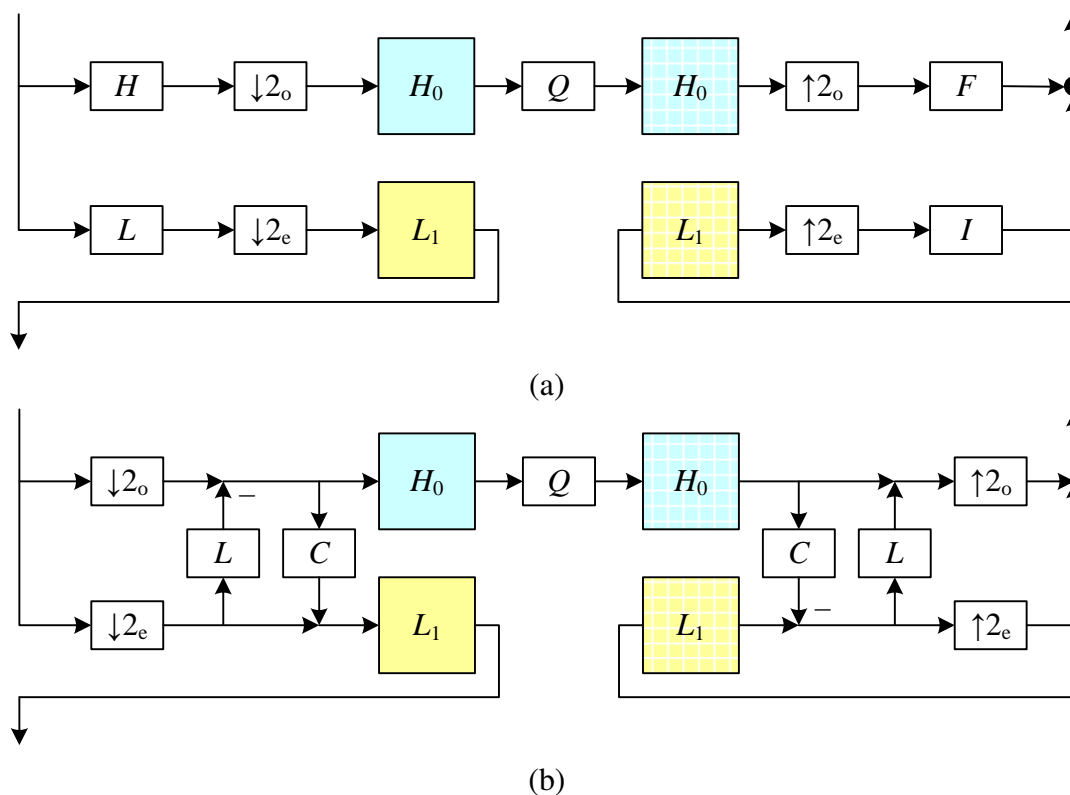 H ↓2o H0 Q H0 ↑2o F
L ↓2e L1 L1 ↑2e I
(a)
↓2o – H0 Q H0 ↑2o
L C C L
↓2e L1 L1 – ↑2e
(b)